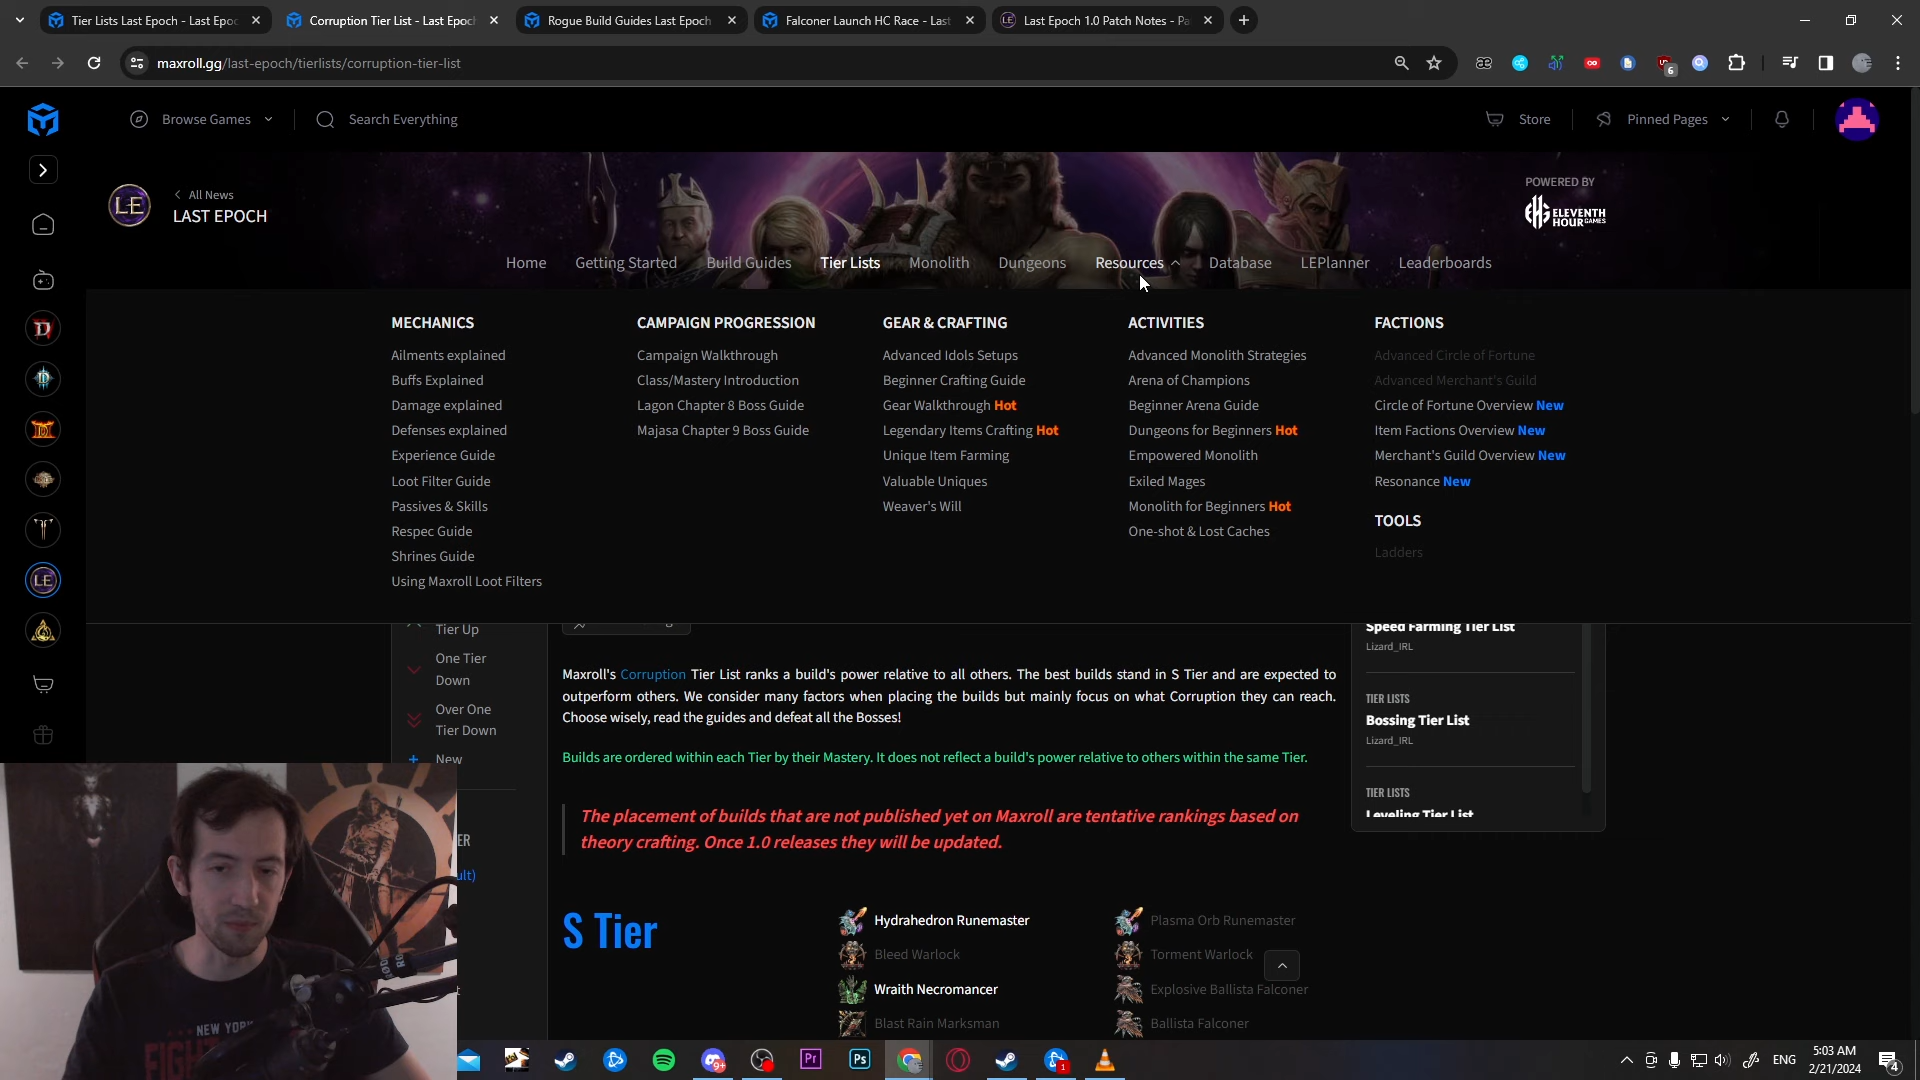 Tier Lists Last Epoch - Last Epoc
Corruption Tier List - Last Epoch
Rogue Build Guides Last Epoch
Falconer Launch HC Race - Last
Last Epoch 1.0 Patch Notes - Pa
maxroll.gg/last-epoch/tierlists/corruption-tier-list
6
Browse Games
Search Everything
Store
Pinned Pages
LE
All News
LAST EPOCH
POWERED BY
ELEVENTH
HOUR GAMES
Home
Getting Started
Build Guides
Tier Lists
Monolith
Dungeons
Resources
Database
LEPlanner
Leaderboards
MECHANICS
Ailments explained
Buffs Explained
Damage explained
Defenses explained
Experience Guide
Loot Filter Guide
Passives & Skills
Respec Guide
Shrines Guide
Using Maxroll Loot Filters
CAMPAIGN PROGRESSION
Campaign Walkthrough
Class/Mastery Introduction
Lagon Chapter 8 Boss Guide
Majasa Chapter 9 Boss Guide
GEAR & CRAFTING
Advanced Idols Setups
Beginner Crafting Guide
Gear Walkthrough Hot
Legendary Items Crafting Hot
Unique Item Farming
Valuable Uniques
Weaver's Will
ACTIVITIES
Advanced Monolith Strategies
Arena of Champions
Beginner Arena Guide
Dungeons for Beginners Hot
Empowered Monolith
Exiled Mages
Monolith for Beginners Hot
One-shot & Lost Caches
FACTIONS
Advanced Circle of Fortune
Advanced Merchant's Guild
Circle of Fortune Overview New
Item Factions Overview New
Merchant's Guild Overview New
Resonance New
TOOLS
Ladders
LE
Tier Up
One Tier
Down
Over One
Tier Down
New
ER
ult)
Maxroll's Corruption Tier List ranks a build's power relative to all others. The best builds stand in S Tier and are expected to
outperform others. We consider many factors when placing the builds but mainly focus on what Corruption they can reach.
Choose wisely, read the guides and defeat all the Bosses!
Builds are ordered within each Tier by their Mastery. It does not reflect a build's power relative to others within the same Tier.
The placement of builds that are not published yet on Maxroll are tentative rankings based on
theory crafting. Once 1.0 releases they will be updated.
S Tier
Hydrahedron Runemaster
Plasma Orb Runemaster
Bleed Warlock
Torment Warlock
Wraith Necromancer
Explosive Ballista Falconer
Blast Rain Marksman
Ballista Falconer
Speed Farming Tier List
Lizard_IRL
TIER LISTS
Bossing Tier List
Lizard_IRL
TIER LISTS
Leveling Tier List
NEW YORK
Pr
Ps
9+
1
ENG
5:03 AM
2/21/2024
4